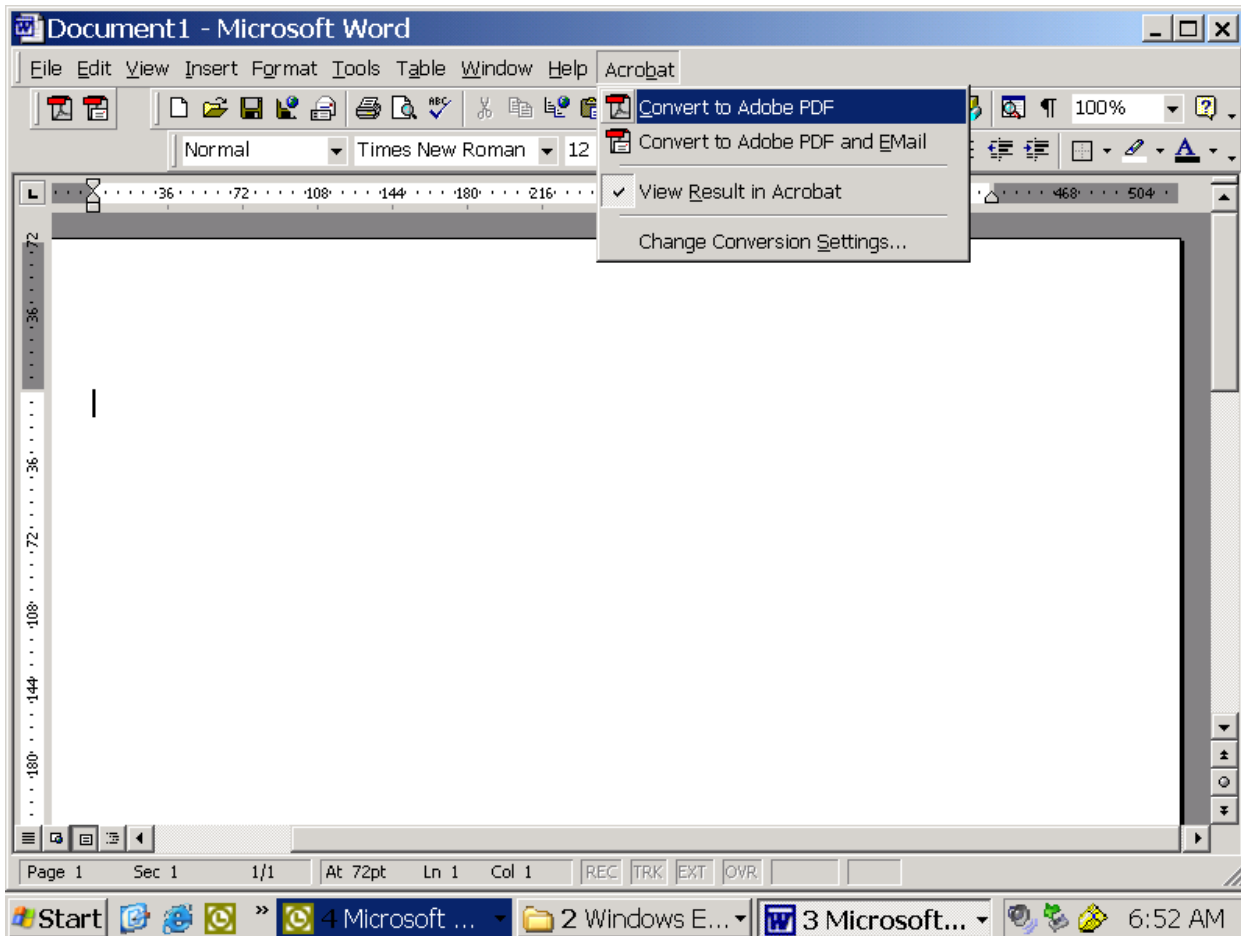 Document1 - Microsoft Word
File Edit View Insert Format Tools Table Window Help Acrobat
ABC 100%
Convert to Adobe PDF
Convert to Adobe PDF and EMail
Normal Times New Roman 12
View Result in Acrobat
L 36 72 108 144 180 216 468 504
Change Conversion Settings...
72
36
36
72
108
144
180
Page 1 Sec 1 1/1 At 72pt Ln 1 Col 1 REC TRK EXT OVR
Start » 4 Microsoft ... 2 Windows E... 3 Microsoft... 6:52 AM